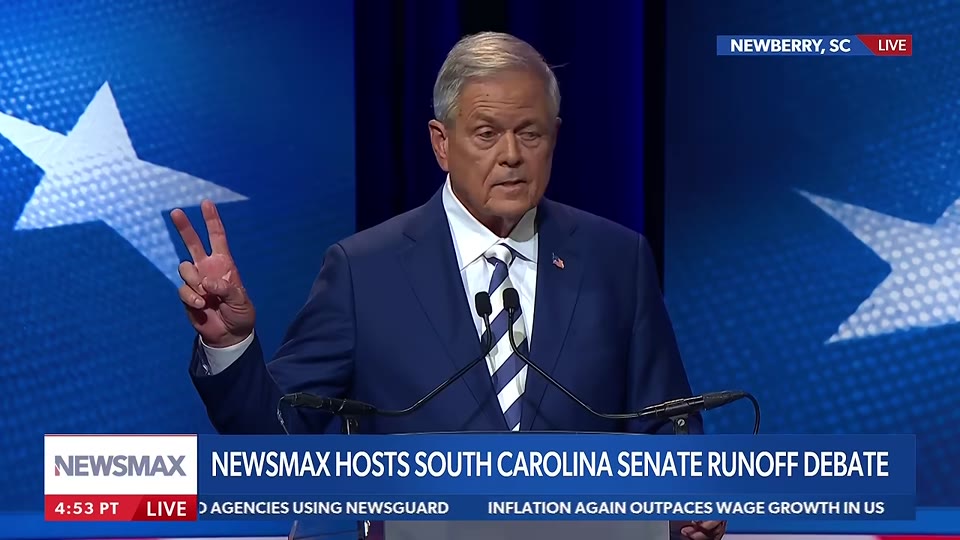 NEWBERRY, SC LIVE
NEWSMAX
NEWSMAX HOSTS SOUTH CAROLINA SENATE RUNOFF DEBATE
4:53 PT LIVE
AGENCIES USING NEWSGUARD INFLATION AGAIN OUTPACES WAGE GROWTH IN US